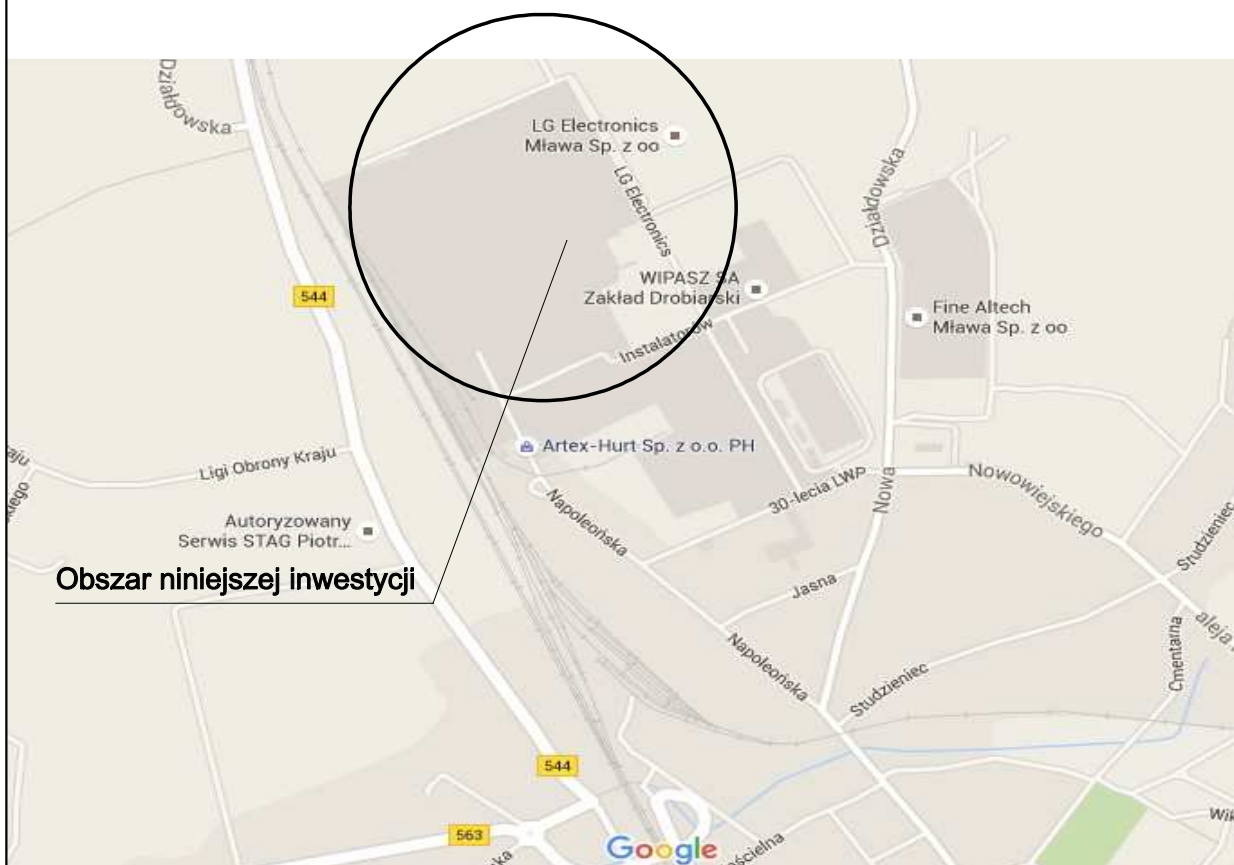 Działdowska
LG Electronics
Mława Sp. z oo
LG Electronics
Działdowska
WIPASZ SA
Zakład Drobiarski
544
Fine Altech
Mława Sp. z oo
Instalatorów
Artex-Hurt Sp. z o.o. PH
Ligi Obrony Kraju
30-lecia LWP
Nowa
Nowowiejskiego
Napoleońska
Autoryzowany
Serwis STAG Piotr...
Studzieniec
Obszar niniejszej inwestycji
Jasna
aleja
Cmentarna
Napoleońska
Studzieniec
544
563
Google